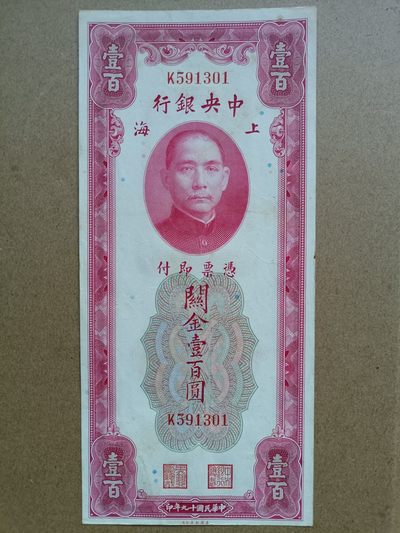 壹百
壹百
K591301
行銀央中
海
上
付即票憑
關金壹百圓
K591301
壹百
壹百
印年九十國民華中